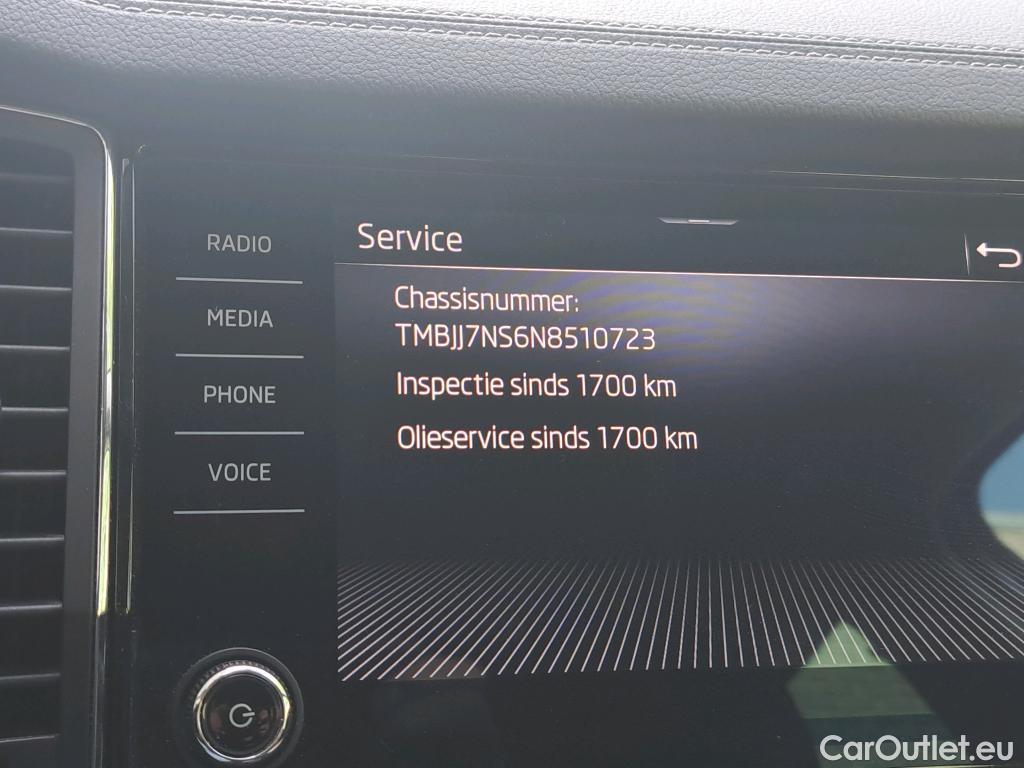 Service
RADIO
MEDIA
PHONE
VOICE
Chassisnummer:
TMBJJ7NS6N8510723
Inspectie sinds 1700 km
Olieservice sinds 1700 km
CarOutlet.eu